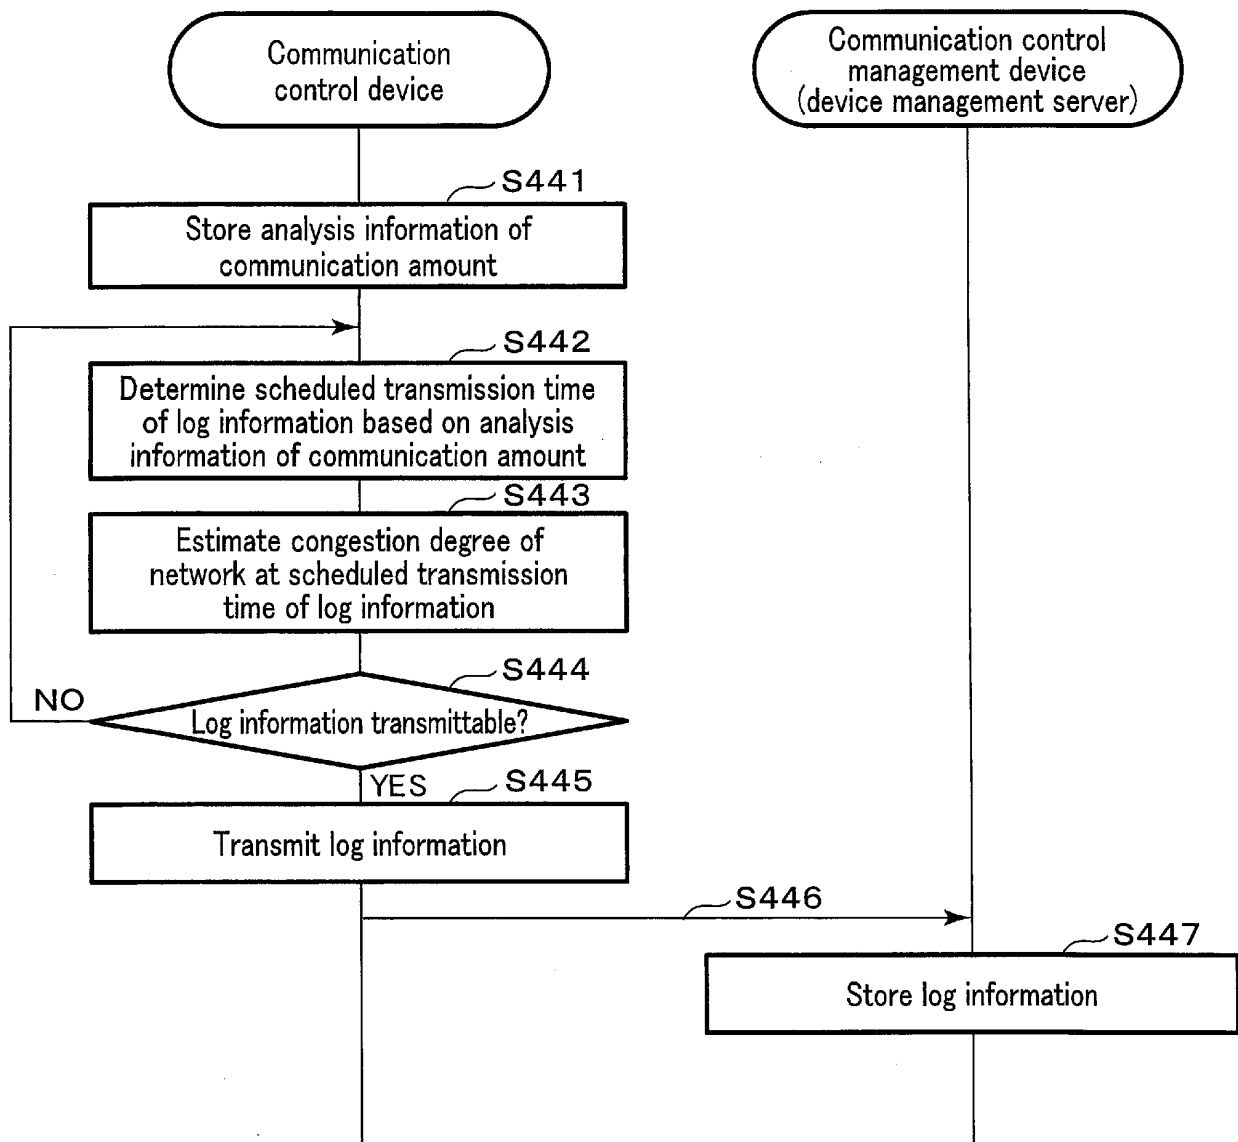 Communication
control device
Communication control
management device
(device management server)
S441
Store analysis information of
communication amount
S442
Determine scheduled transmission time
of log information based on analysis
information of communication amount
S443
Estimate congestion degree of
network at scheduled transmission
time of log information
S444
NO
Log information transmittable?
YES
S445
Transmit log information
S446
S447
Store log information